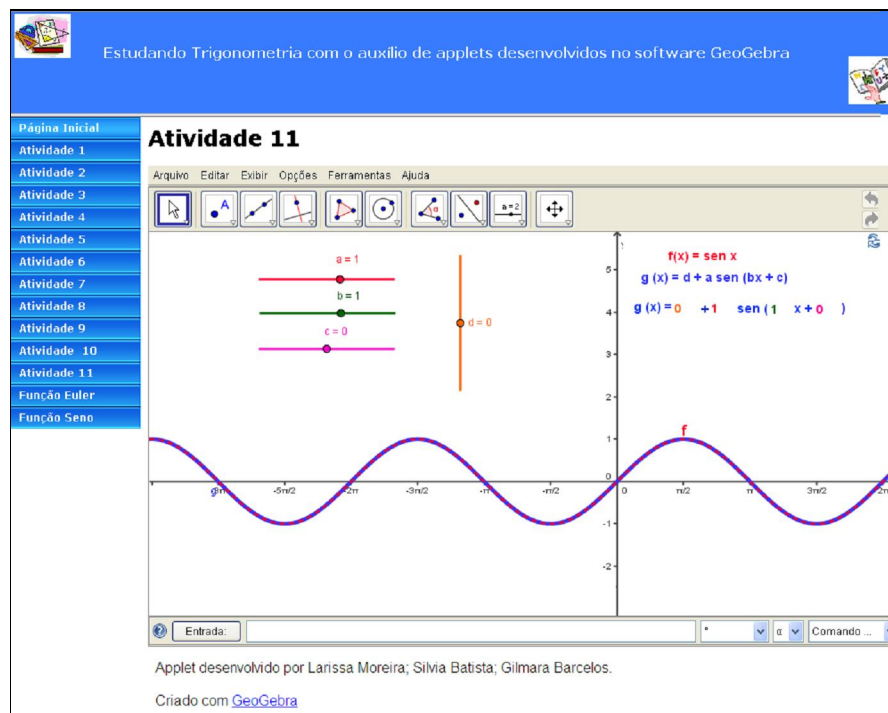 Estudando Trigonometria com o auxílio de applets desenvolvidos no software GeoGebra
Página Inicial
Atividade 1
Atividade 2
Atividade 3
Atividade 4
Atividade 5
Atividade 6
Atividade 7
Atividade 8
Atividade 9
Atividade 10
Atividade 11
Função Euler
Função Seno
Atividade 11
Arquivo Editar Exibir Opções Ferramentas Ajuda
A
a=2
a = 1
b = 1
c = 0
d = 0
f(x) = sen x
g (x) = d + a sen (bx + c)
g (x) = 0 +1 sen ( 1 x + 0 )
5
4
3
2
1
0
-1
-2
f
g
-5π/2 -2π -3π/2 -π -π/2 0 π/2 π 3π/2
Entrada: ° α Comando ...
Applet desenvolvido por Larissa Moreira; Silvia Batista; Gilmara Barcelos.
Criado com GeoGebra